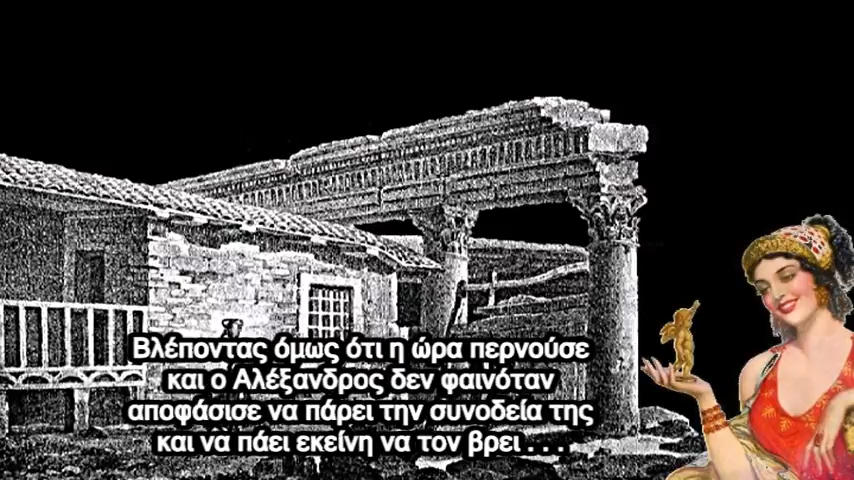 Βλέποντας όμως ότι η ώρα περνούσε
και ο Αλέξανδρος δεν φαινόταν
αποφάσισε να πάρει την συνοδεία της
και να πάει εκείνη να τον βρει . . . .